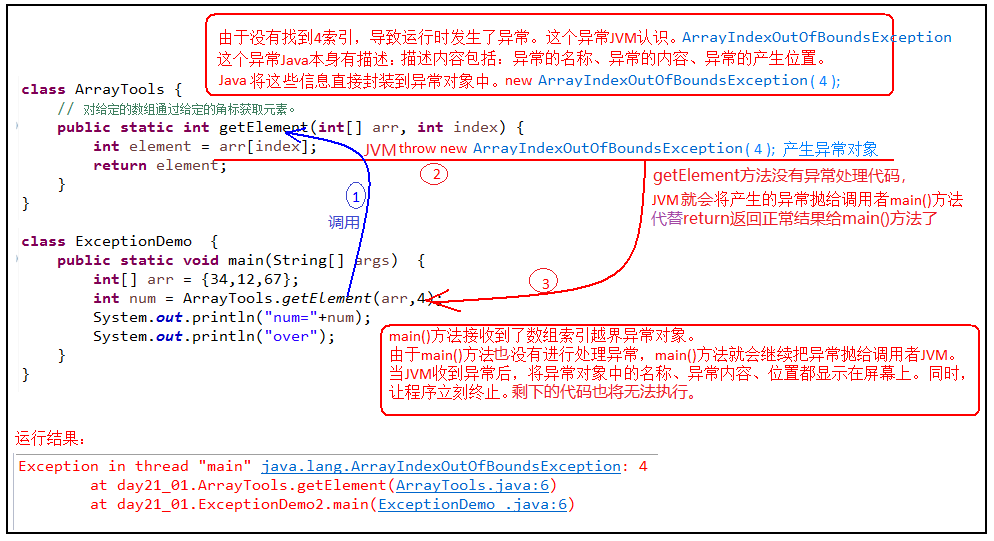 由于没有找到4索引，导致运行时发生了异常。这个异常JVM认识。ArrayIndexOutOfBoundsException
这个异常Java本身有描述：描述内容包括：异常的名称、异常的内容、异常的产生位置。
Java 将这些信息直接封装到异常对象中。new ArrayIndexOutOfBoundsException( 4 );
class ArrayTools {
// 对给定的数组通过给定的角标获取元素。
public static int getElement(int[] arr, int index) {
int element = arr[index];
JVM throw new ArrayIndexOutOfBoundsException( 4 ); 产生异常对象
return element;
}
}
2
getElement方法没有异常处理代码，
JVM 就会将产生的异常抛给调用者main()方法
代替return返回正常结果给main()方法了
1
调用
class ExceptionDemo {
public static void main(String[] args) {
int[] arr = {34,12,67};
int num = ArrayTools.getElement(arr,4);
3
System.out.println("num="+num);
System.out.println("over");
}
}
main()方法接收到了数组索引越界异常对象。
由于main()方法也没有进行处理异常，main()方法就会继续把异常抛给调用者JVM。
当JVM收到异常后，将异常对象中的名称、异常内容、位置都显示在屏幕上。同时，
让程序立刻终止。剩下的代码也将无法执行。
运行结果：
Exception in thread "main" java.lang.ArrayIndexOutOfBoundsException: 4
at day21_01.ArrayTools.getElement(ArrayTools.java:6)
at day21_01.ExceptionDemo2.main(ExceptionDemo .java:6)